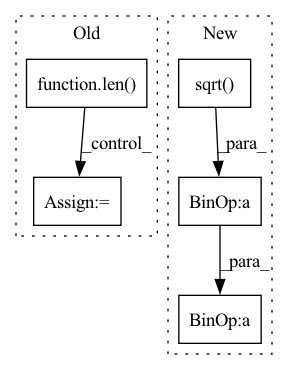 Old
New
function.len()
sqrt()
_control_
_para_
Assign:=
BinOp:a
_para_
BinOp:a